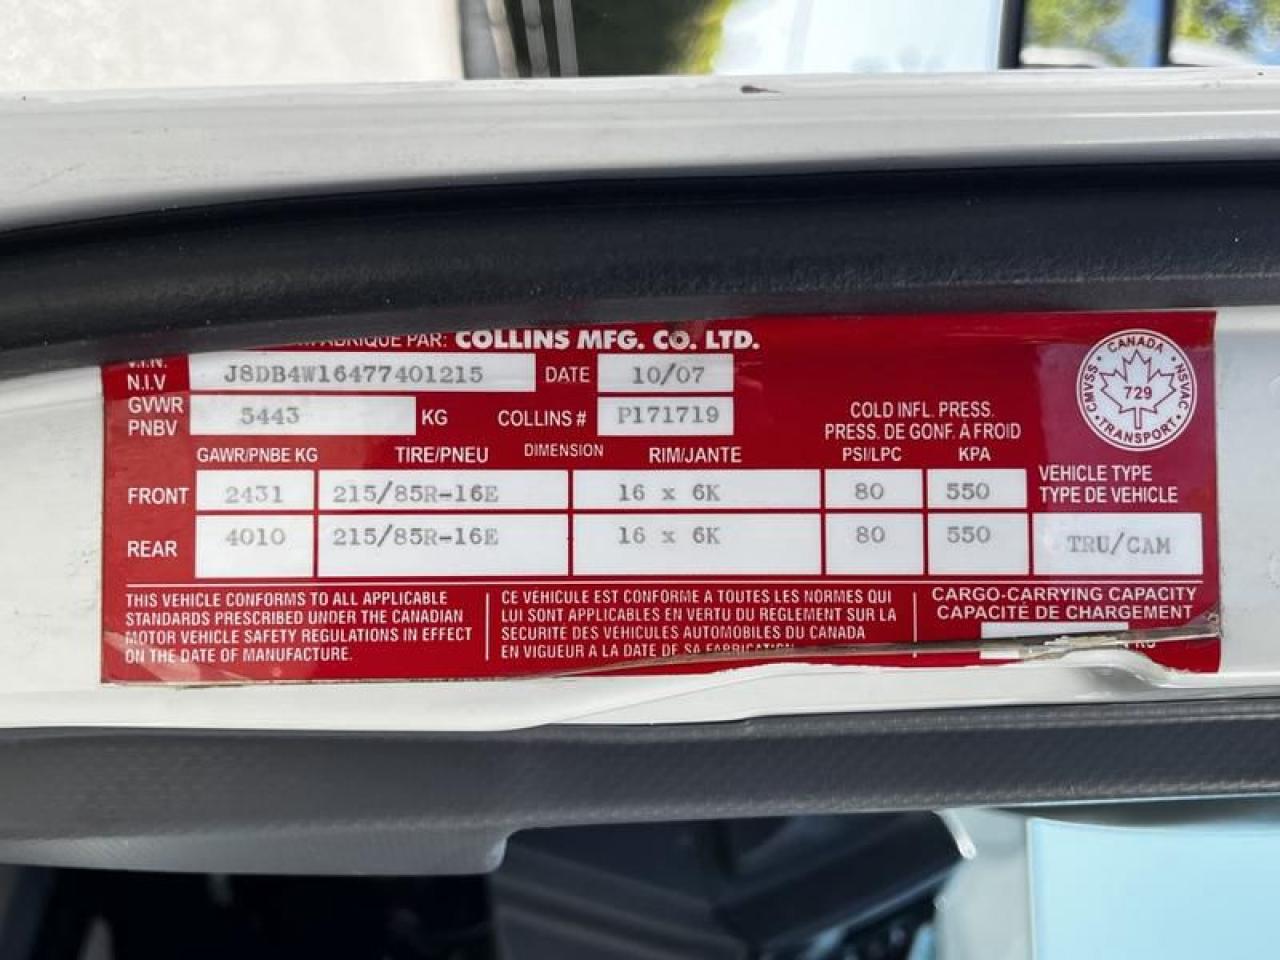 FABRIQUÉ PAR: COLLINS MFG. CO. LTD.
V.I.N.
N.I.V
J8DB4W16477401215
DATE
10/07
GVWR
PNBV
5443
KG
COLLINS #
P171719
COLD INFL. PRESS.
PRESS. DE GONF. A FROID
GAWR/PNBE KG
TIRE/PNEU
DIMENSION
RIM/JANTE
PSI/LPC
KPA
FRONT
2431
215/85R-16E
16 x 6K
80
550
REAR
4010
215/85R-16E
16 x 6K
80
550
VEHICLE TYPE
TYPE DE VEHICLE
TRU/CAM
CANADA
CMVSS
729
NSVAC
TRANSPORT
THIS VEHICLE CONFORMS TO ALL APPLICABLE
STANDARDS PRESCRIBED UNDER THE CANADIAN
MOTOR VEHICLE SAFETY REGULATIONS IN EFFECT
ON THE DATE OF MANUFACTURE.
CE VÉHICULE EST CONFORME A TOUTES LES NORMES QUI
LUI SONT APPLICABLES EN VERTU DU REGLEMENT SUR LA
SECURITE DES VÉHICULES AUTOMOBILES DU CANADA
EN VIGUEUR A LA DATE DE SA FABRICATION
CARGO-CARRYING CAPACITY
CAPACITÉ DE CHARGEMENT